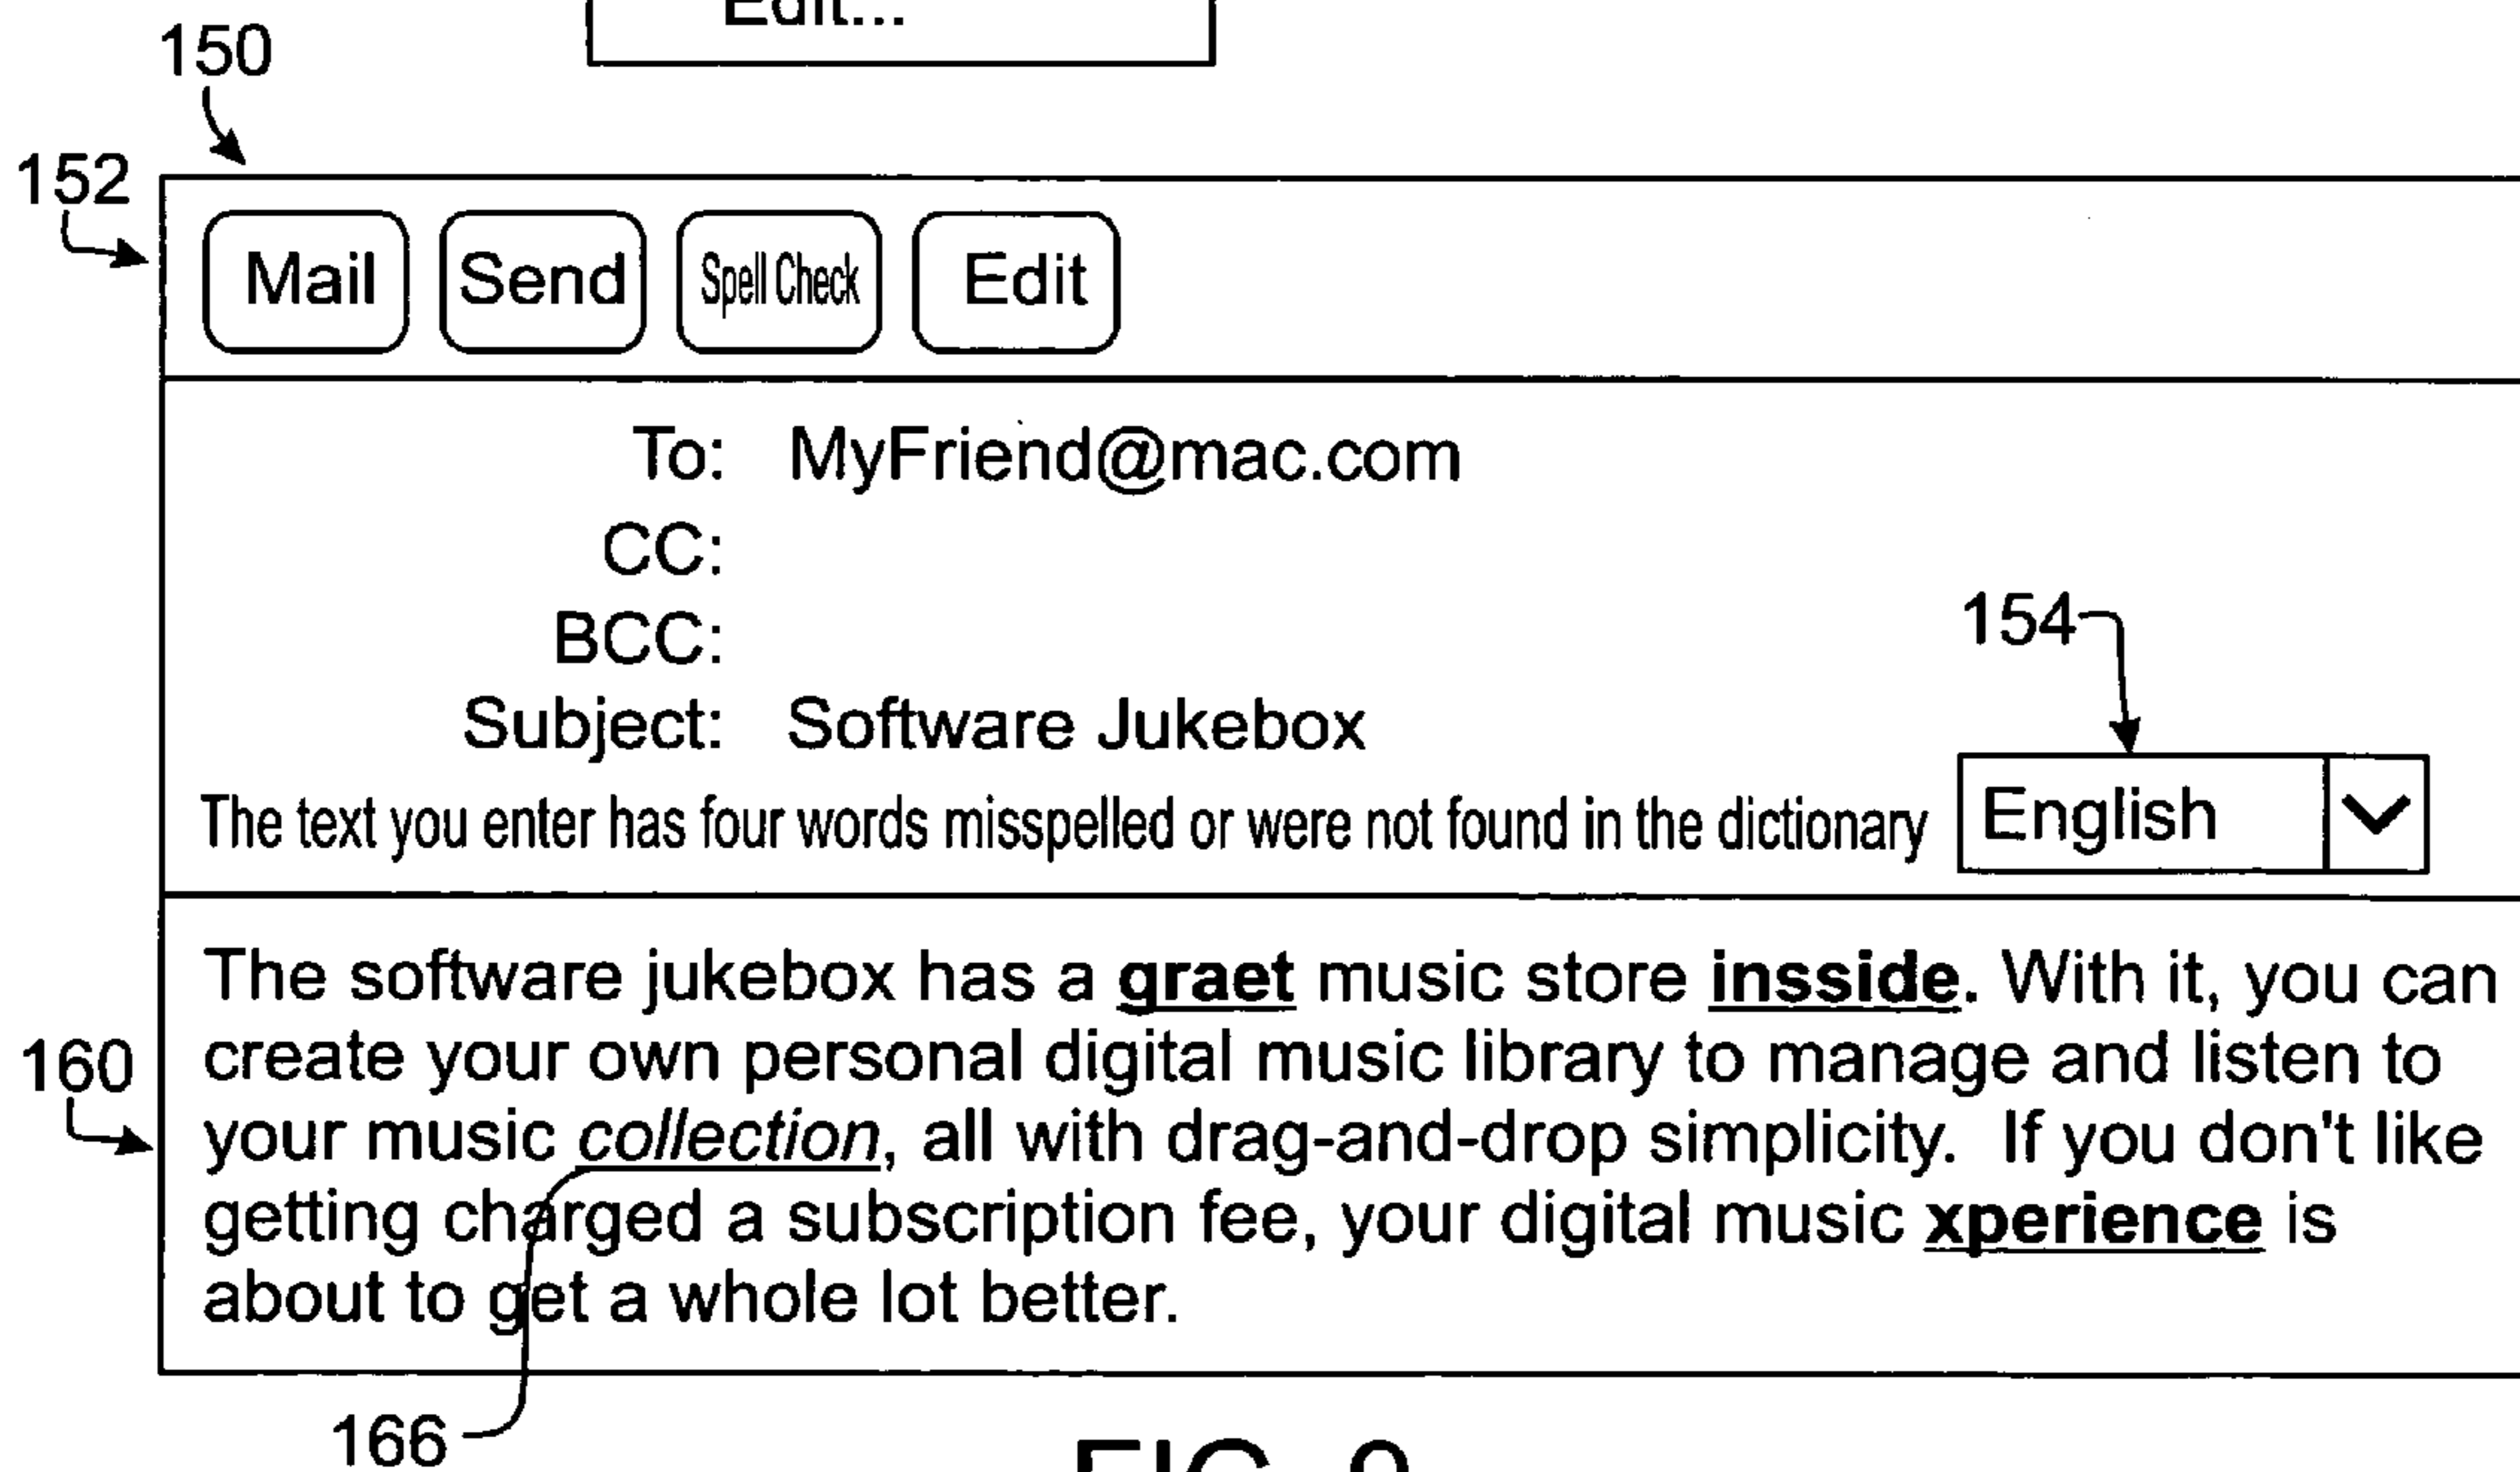 Edit...
150
152
Mail Send Spell Check Edit
To: MyFriend@mac.com
CC:
BCC:
154
Subject: Software Jukebox
The text you enter has four words misspelled or were not found in the dictionary English
The software jukebox has a graet music store insside. With it, you can
160
create your own personal digital music library to manage and listen to
your music collection, all with drag-and-drop simplicity. If you don't like
getting charged a subscription fee, your digital music xperience is
about to get a whole lot better.
166
FIG.